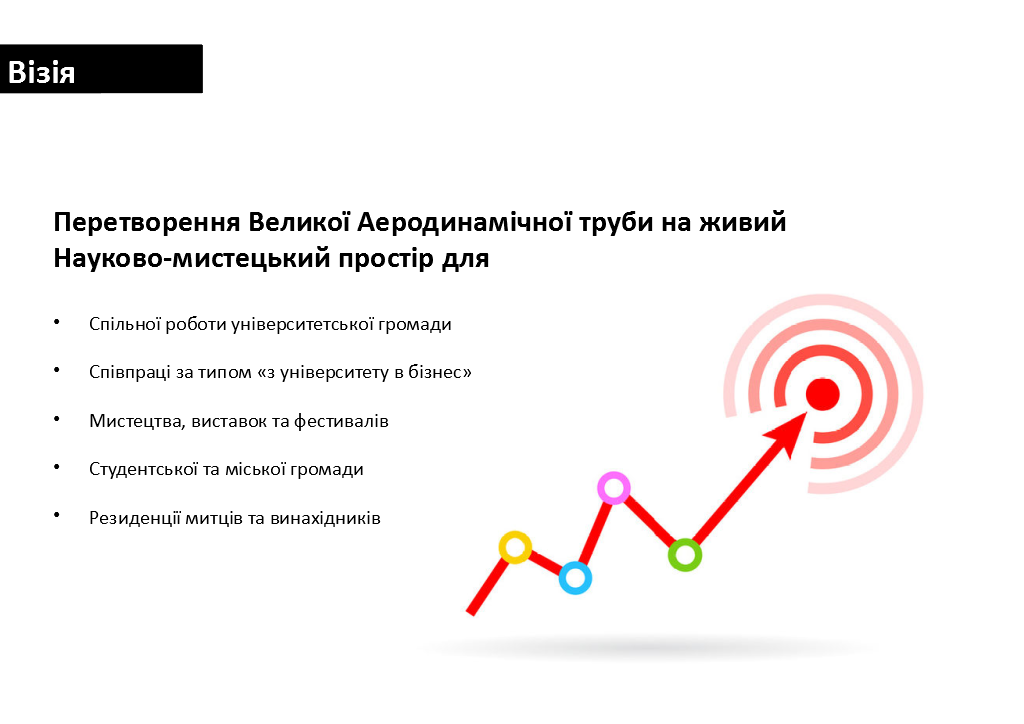 Візія
Перетворення Великої Аеродинамічної труби на живий
Науково-мистецький простір для
• Спільної роботи університетської громади
• Співпраці за типом «з університету в бізнес»
• Мистецтва, виставок та фестивалів
• Студентської та міської громади
• Резиденції митців та винахідників